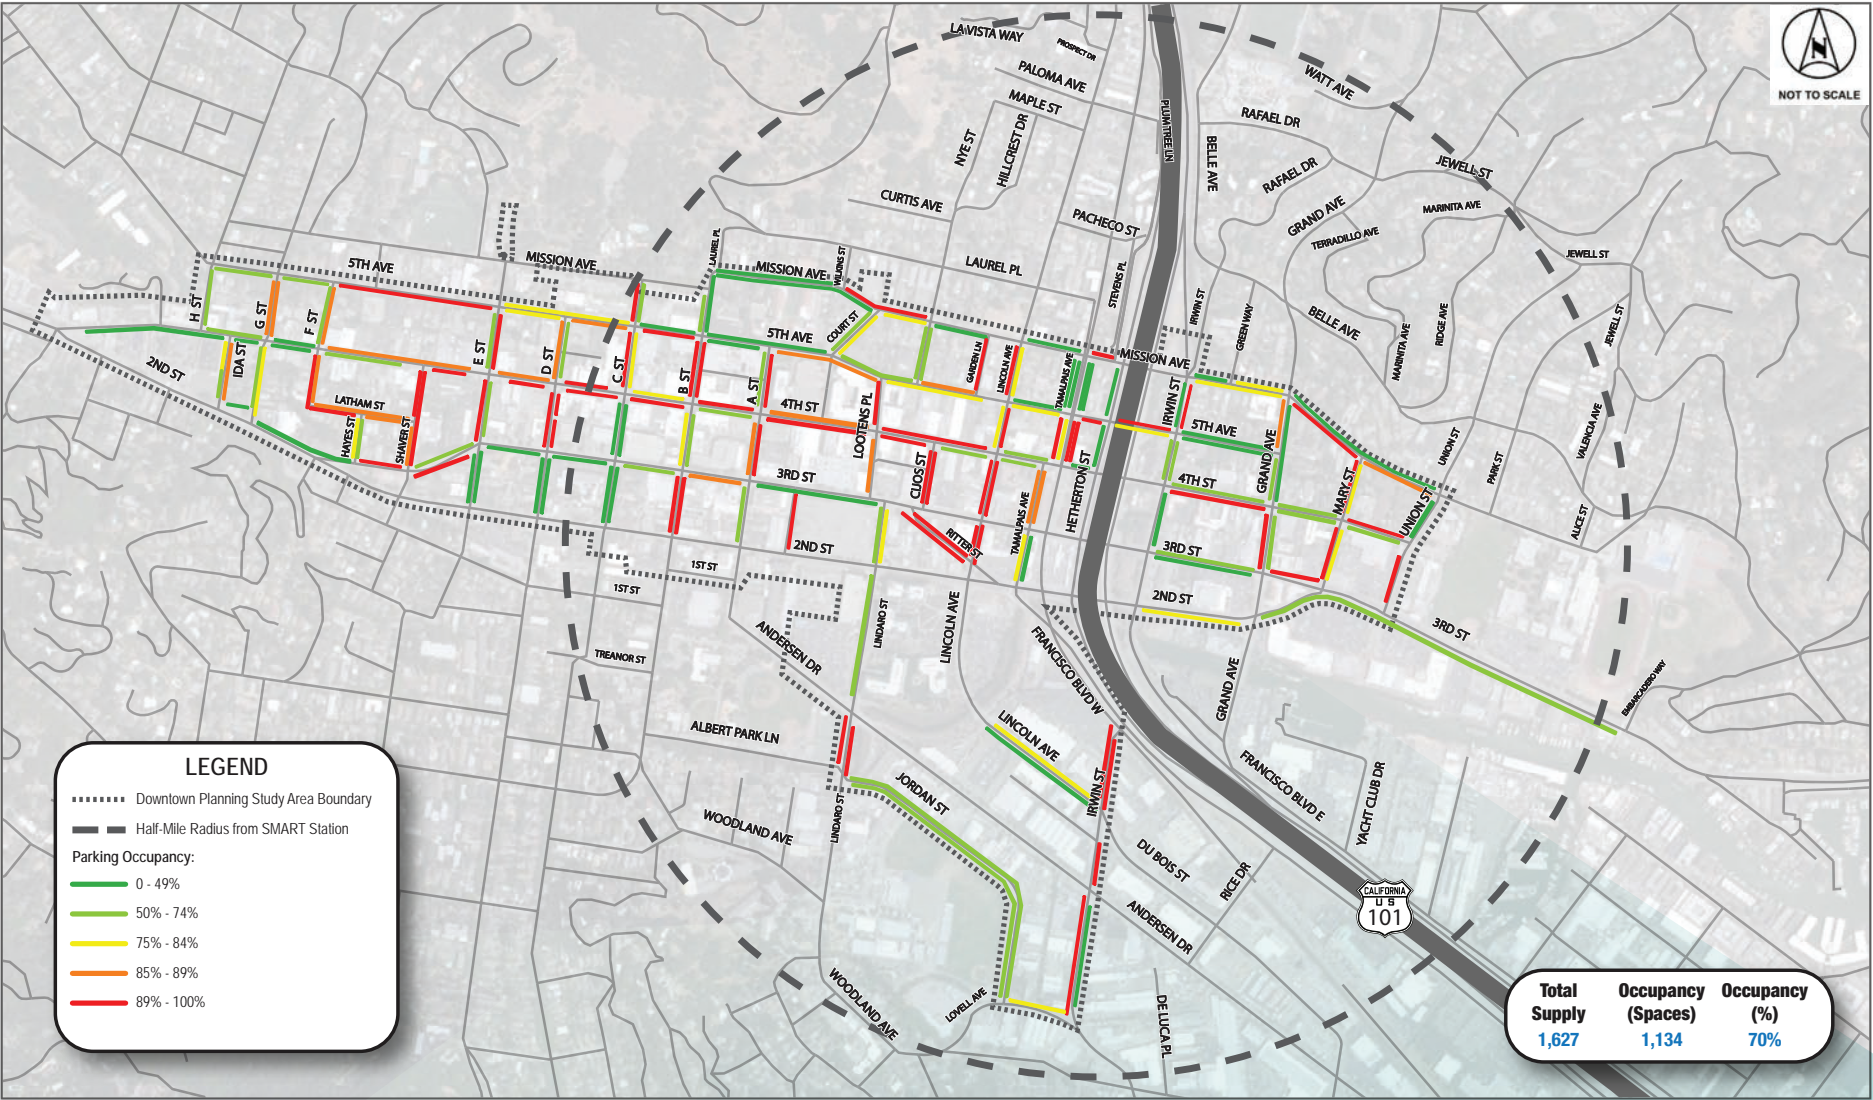 LA VISTA WAY
PROSPECT DR
PALOMA AVE
MAPLE ST
NYE ST
HILLCREST DR
CURTIS AVE
PACHECO ST
PLUMTREE LN
BELLE AVE
WATT AVE
RAFAEL DR
RAFAEL DR
JEWELL ST
GRAND AVE
MARINITA AVE
TERRADILLO AVE
JEWELL ST
N
NOT TO SCALE
5TH AVE
MISSION AVE
LAUREL PL
MISSION AVE
WILKINS ST
LAUREL PL
STEVENS PL
IRWIN ST
GREEN WAY
BELLE AVE
MARINITA AVE
RIDGE AVE
JEWELL ST
H ST
G ST
F ST
E ST
D ST
C ST
B ST
A ST
IDA ST
2ND ST
LATHAM ST
HAYES ST
SHAVER ST
5TH AVE
COURT ST
4TH ST
LOOTENS PL
GARDEN LN
LINCOLN AVE
TAMALPAIS AVE
MISSION AVE
IRWIN ST
5TH AVE
GRAND AVE
4TH ST
MARY ST
UNION ST
UNION ST
PARK ST
VALENCIA AVE
ALICE ST
3RD ST
CIJOS ST
RITTER ST
TAMALPAIS AVE
HETHERTON ST
3RD ST
2ND ST
2ND ST
1ST ST
1ST ST
TREANOR ST
ANDERSEN DR
LINDARO ST
LINCOLN AVE
FRANCISCO BLVD W
GRAND AVE
3RD ST
EMBARCADERO WAY
ALBERT PARK LN
LINCOLN AVE
IRWIN ST
JORDAN ST
LINDARO ST
WOODLAND AVE
FRANCISCO BLVD E
YACHT CLUB DR
DU BOIS ST
RICE DR
ANDERSEN DR
WOODLAND AVE
LOVELL AVE
DE LUCA PL
CALIFORNIA
US
101
LEGEND
Downtown Planning Study Area Boundary
Half-Mile Radius from SMART Station
Parking Occupancy:
0 - 49%
50% - 74%
75% - 84%
85% - 89%
89% - 100%
Total Supply Occupancy (Spaces) Occupancy (%)
1,627 1,134 70%